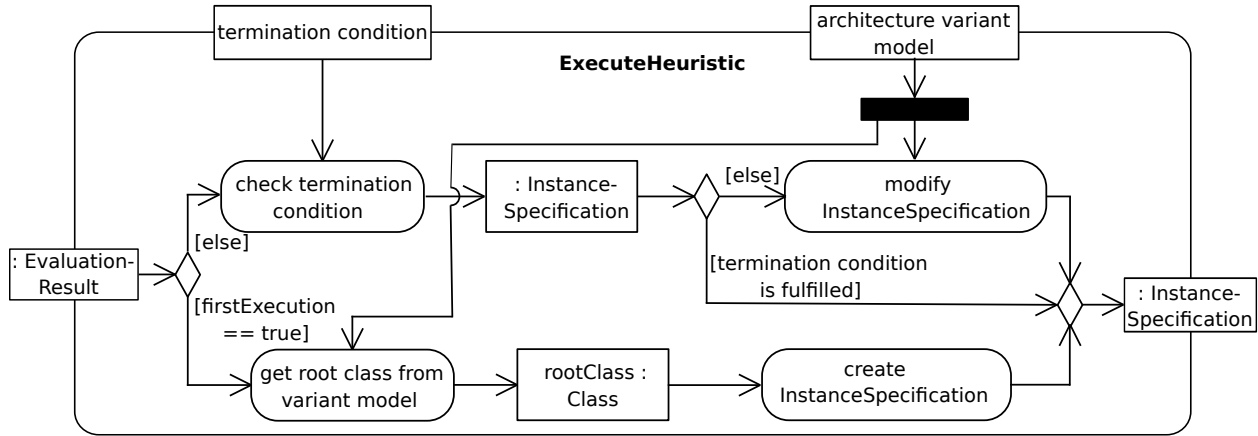 termination condition
architecture variant
model
ExecuteHeuristic
check termination
condition
: Instance-
Specification
[else]
modify
InstanceSpecification
[else]
: Evaluation-
Result
[termination condition
is fulfilled]
[firstExecution
== true]
: Instance-
Specification
get root class from
variant model
rootClass :
Class
create
InstanceSpecification